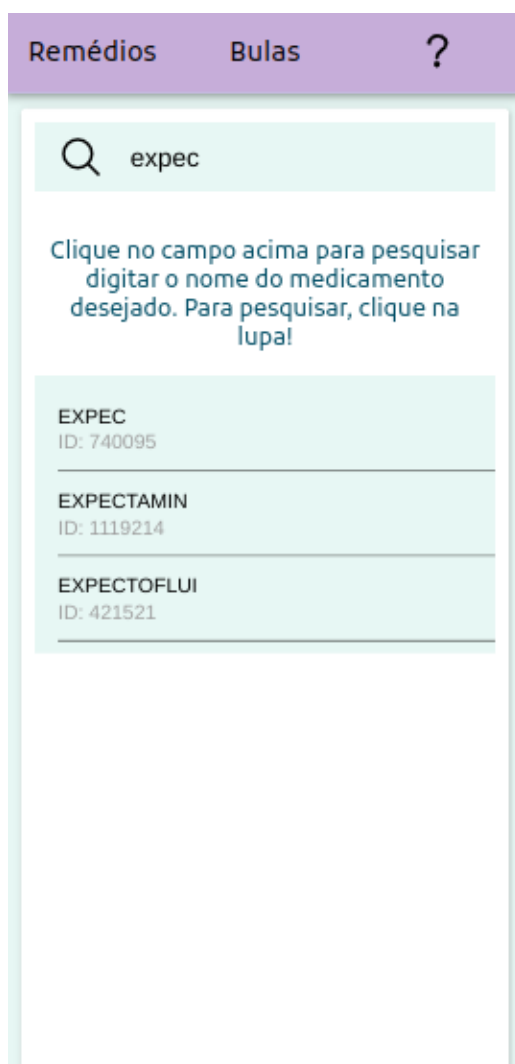 Remédios Bulas ?
expec
Clique no campo acima para pesquisar
digitar o nome do medicamento
desejado. Para pesquisar, clique na
lupa!
EXPEC
ID: 740095
EXPECTAMIN
ID: 1119214
EXPECTOFLUI
ID: 421521